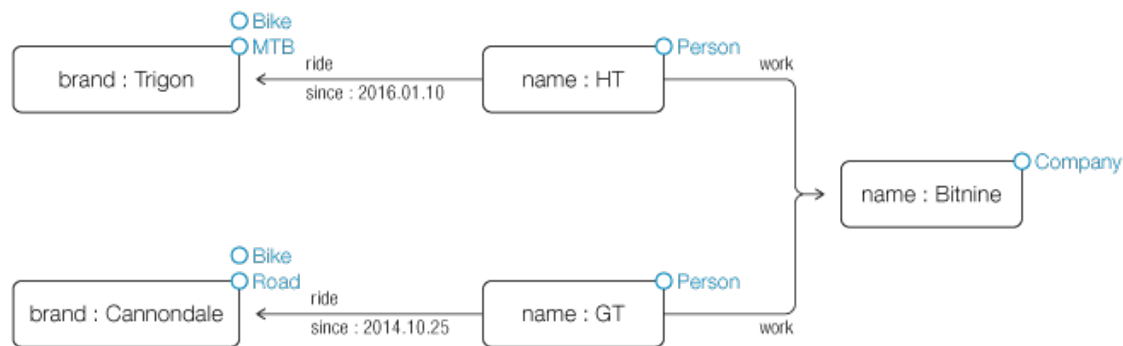 Bike
MTB
brand : Trigon
ride
since : 2016.01.10
Person
name : HT
work
Company
name : Bitnine
Bike
Road
brand : Cannondale
ride
since : 2014.10.25
Person
name : GT
work